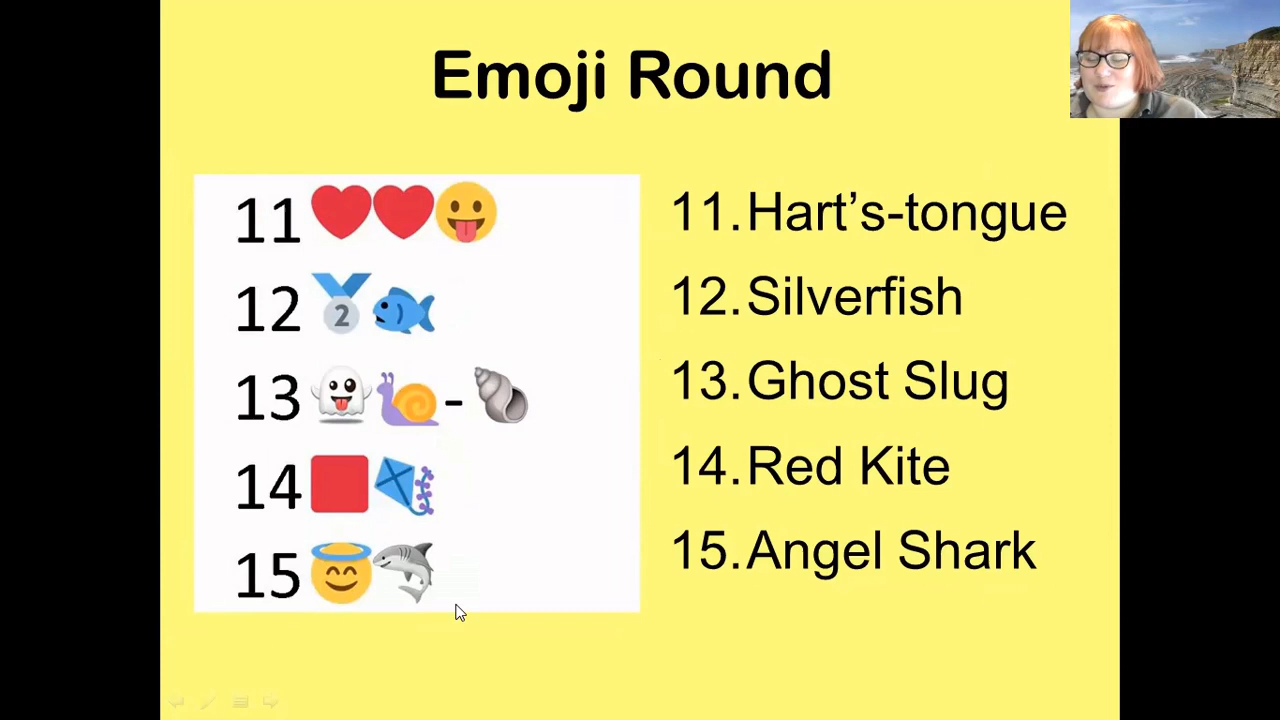 Emoji Round
11 ❤️❤️😛
12 🥈🐟
13 👻🐌-🐚
14 🟥🪁
15 😇🦈
11. Hart's-tongue
12. Silverfish
13. Ghost Slug
14. Red Kite
15. Angel Shark